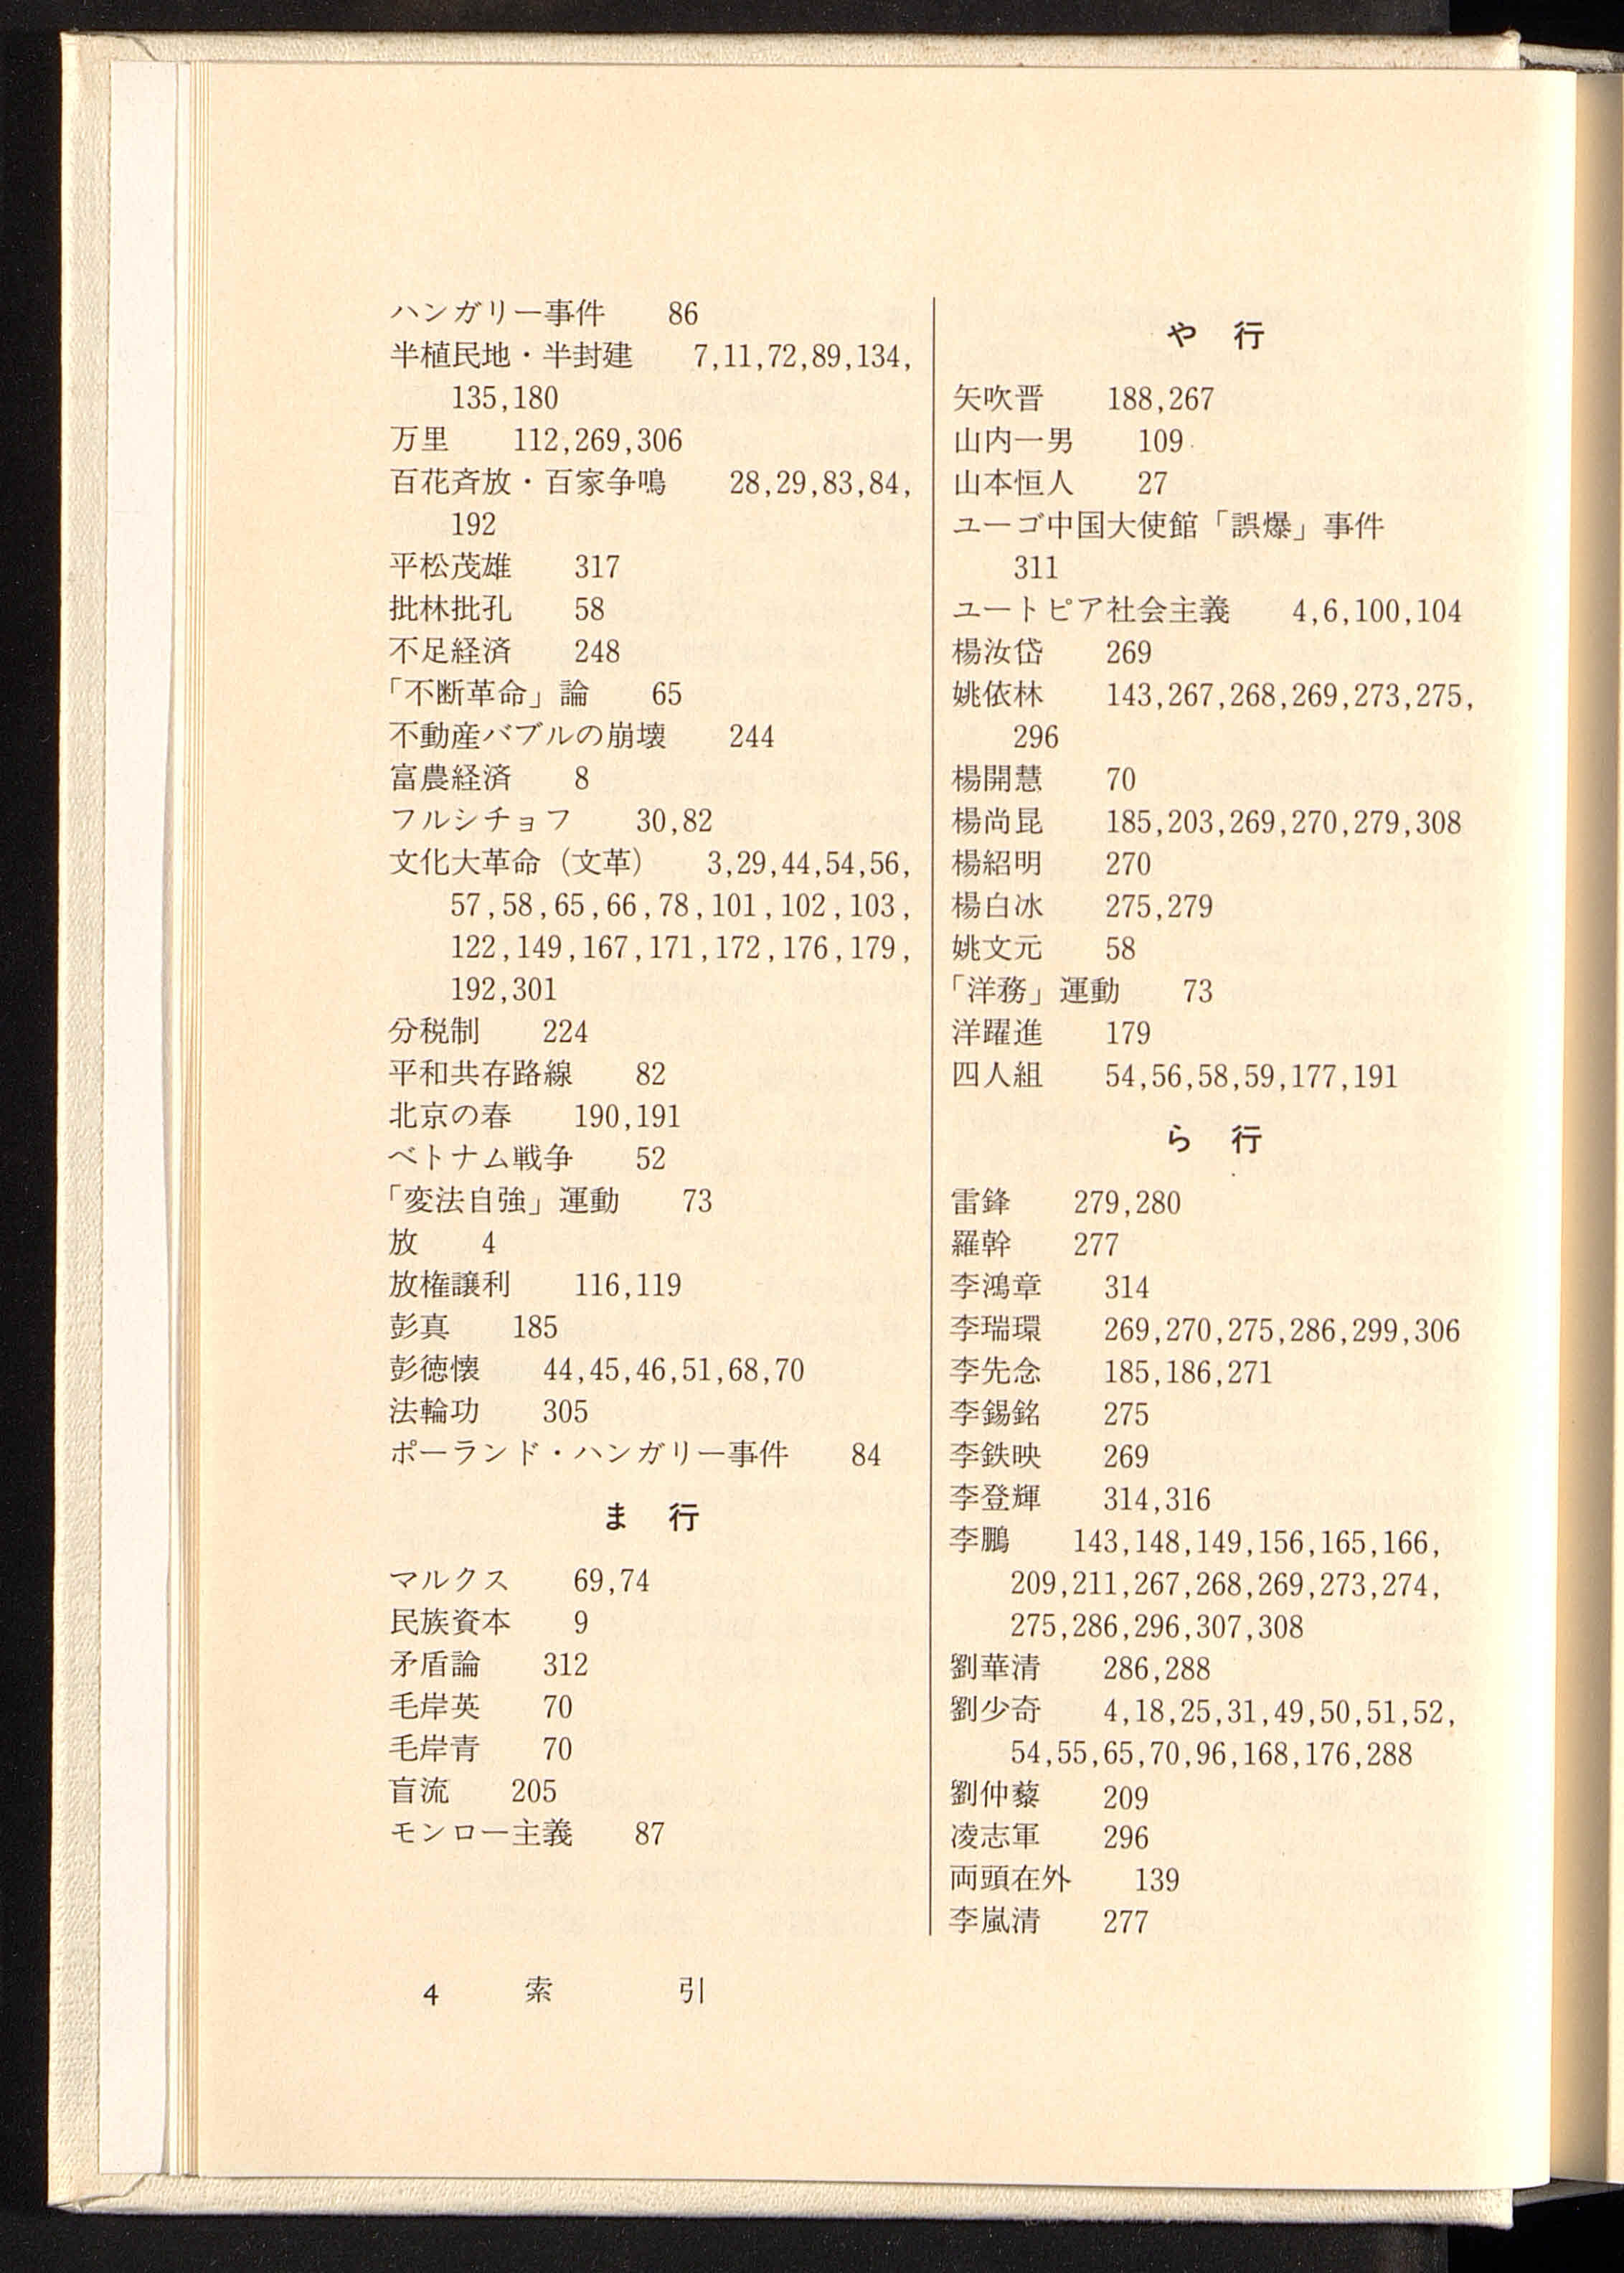 ハンガリー事件　　86
半植民地・半封建　　7,11,72,89,134,
135,180
万里　　112,269,306
百花斉放・百家争鳴　　28,29,83,84,
192
平松茂雄　　317
批林批孔　　58
不足経済　　248
「不断革命」論　　65
不動産バブルの崩壊　　244
富農経済　　8
フルシチョフ　　30,82
文化大革命（文革）　　3,29,44,54,56,
57,58,65,66,78,101,102,103,
122,149,167,171,172,176,179,
192,301
分税制　　224
平和共存路線　　82
北京の春　　190,191
ベトナム戦争　　52
「変法自強」運動　　73
放　　4
放権譲利　　116,119
彭真　　185
彭徳懐　　44,45,46,51,68,70
法輪功　　305
ポーランド・ハンガリー事件　　84
ま　行
マルクス　　69,74
民族資本　　9
矛盾論　　312
毛岸英　　70
毛岸青　　70
盲流　　205
モンロー主義　　87
や　行
矢吹晋　　188,267
山内一男　　109
山本恒人　　27
ユーゴ中国大使館「誤爆」事件
311
ユートピア社会主義　　4,6,100,104
楊汝岱　　269
姚依林　　143,267,268,269,273,275,
296
楊開慧　　70
楊尚昆　　185,203,269,270,279,308
楊紹明　　270
楊白冰　　275,279
姚文元　　58
「洋務」運動　　73
洋躍進　　179
四人組　　54,56,58,59,177,191
ら　行
雷鋒　　279,280
羅幹　　277
李鴻章　　314
李瑞環　　269,270,275,286,299,306
李先念　　185,186,271
李錫銘　　275
李鉄映　　269
李登輝　　314,316
李鵬　　143,148,149,156,165,166,
209,211,267,268,269,273,274,
275,286,296,307,308
劉華清　　286,288
劉少奇　　4,18,25,31,49,50,51,52,
54,55,65,70,96,168,176,288
劉仲藜　　209
凌志軍　　296
両頭在外　　139
李嵐清　　277
4　　索　　　　引